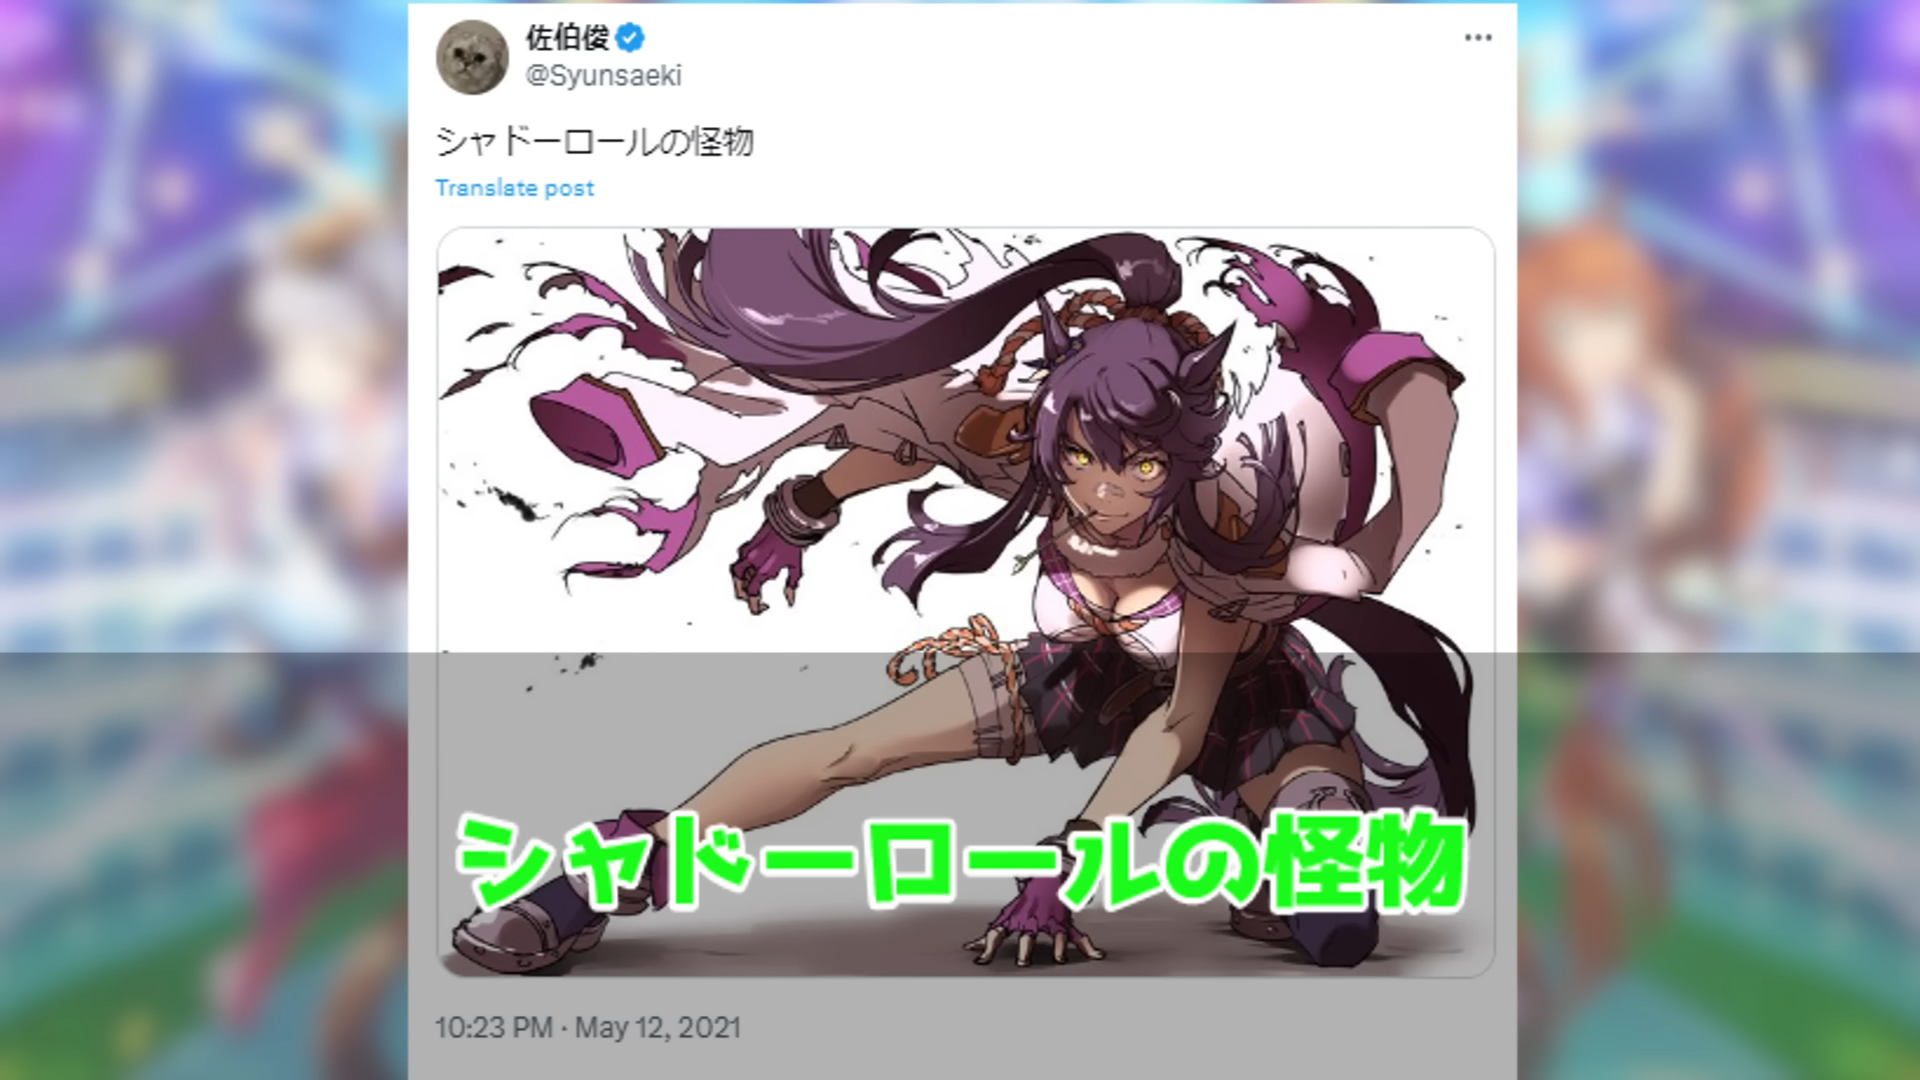 佐伯俊
@Syunsaeki
シャドーロールの怪物
Translate post
シャドーロールの怪物
10:23 PM · May 12, 2021